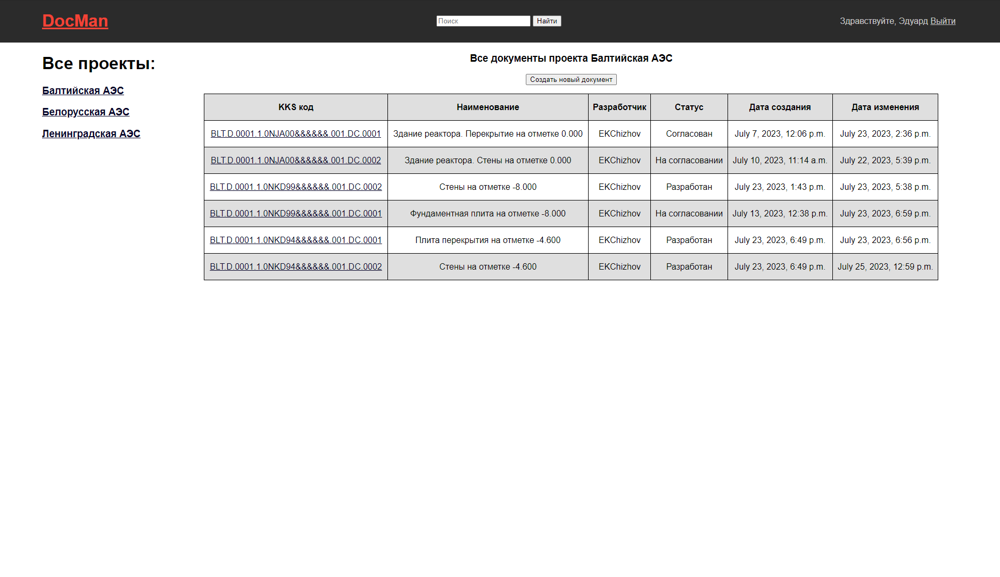 DocMan
Поиск Найти
Здравствуйте, Эдуард Выйти
Все проекты:
Балтийская АЭС
Белорусская АЭС
Ленинградская АЭС
Все документы проекта Балтийская АЭС
Создать новый документ
KKS код Наименование Разработчик Статус Дата создания Дата изменения
BLT.D.0001.1.0NJA00&&&&&&.001.DC.0001 Здание реактора. Перекрытие на отметке 0.000 EKChizhov Согласован July 7, 2023, 12:06 p.m. July 23, 2023, 2:36 p.m.
BLT.D.0001.1.0NJA00&&&&&&.001.DC.0002 Здание реактора. Стены на отметке 0.000 EKChizhov На согласовании July 10, 2023, 11:14 a.m. July 22, 2023, 5:39 p.m.
BLT.D.0001.1.0NKD99&&&&&&.001.DC.0002 Стены на отметке -8.000 EKChizhov Разработан July 23, 2023, 1:43 p.m. July 23, 2023, 5:38 p.m.
BLT.D.0001.1.0NKD99&&&&&&.001.DC.0001 Фундаментная плита на отметке -8.000 EKChizhov На согласовании July 13, 2023, 12:38 p.m. July 23, 2023, 6:59 p.m.
BLT.D.0001.1.0NKD94&&&&&&.001.DC.0001 Плита перекрытия на отметке -4.600 EKChizhov Разработан July 23, 2023, 6:49 p.m. July 23, 2023, 6:56 p.m.
BLT.D.0001.1.0NKD94&&&&&&.001.DC.0002 Стены на отметке -4.600 EKChizhov Разработан July 23, 2023, 6:49 p.m. July 25, 2023, 12:59 p.m.